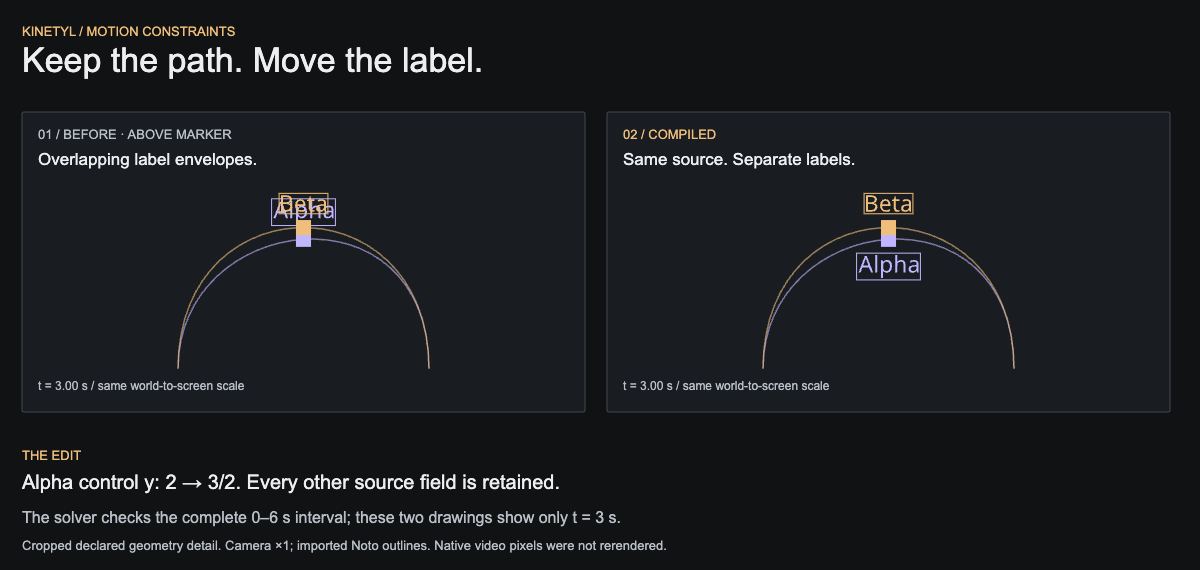 KINETYL / MOTION CONSTRAINTS
Keep the path. Move the label.
01 / BEFORE · ABOVE MARKER
Overlapping label envelopes.
Beta
Alpha
t = 3.00 s / same world-to-screen scale
02 / COMPILED
Same source. Separate labels.
Beta
Alpha
t = 3.00 s / same world-to-screen scale
THE EDIT
Alpha control y: 2 → 3/2. Every other source field is retained.
The solver checks the complete 0–6 s interval; these two drawings show only t = 3 s.
Cropped declared geometry detail. Camera ×1; imported Noto outlines. Native video pixels were not rerendered.